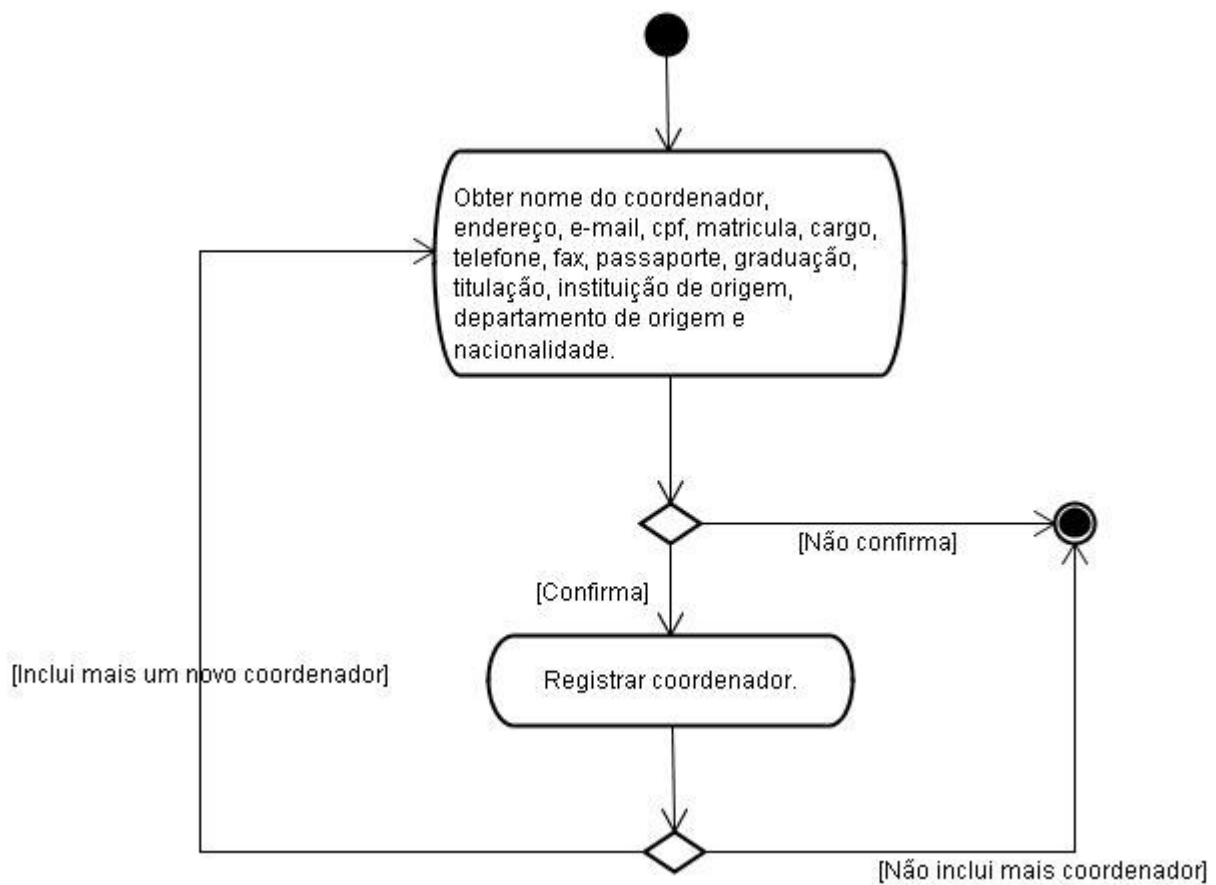 Obter nome do coordenador,
endereço, e-mail, cpf, matricula, cargo,
telefone, fax, passaporte, graduação,
titulação, instituição de origem,
departamento de origem e
nacionalidade.
[Não confirma]
[Confirma]
[Inclui mais um novo coordenador]
Registrar coordenador.
[Não inclui mais coordenador]